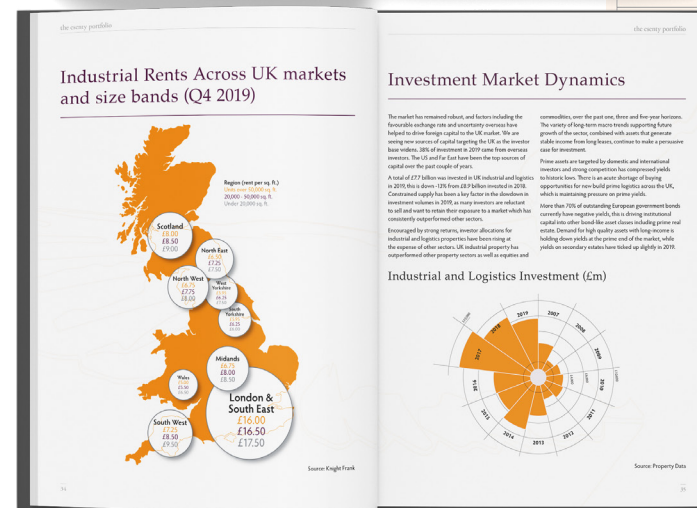 the esemy portfolio
Industrial Rents Across UK markets
and size bands (Q4 2019)
Region (rent per sq. ft.)
Units over 50,000 sq. ft.
20,000 - 50,000 sq. ft.
Under 20,000 sq. ft.
Scotland
£8.00
£8.50
£9.00
North East
£6.50
£7.25
£7.50
North West
£6.75
£7.75
£8.00
West
Yorkshire
£6.25
South
Yorkshire
£6.25
Midlands
£6.75
£8.00
£8.50
Wales
£5.50
London &
South East
£16.00
£16.50
£17.50
South West
£7.25
£8.50
£9.50
Source: Knight Frank
34
the esemy portfolio
Investment Market Dynamics
The market has remained robust, and factors including the
favourable exchange rate and uncertainty overseas have
helped to drive foreign capital to the UK market. We are
seeing new sources of capital targeting the UK as the investor
base widens. 38% of investment in 2019 came from overseas
investors. The US and Far East have been the top sources of
capital over the past couple of years.
A total of £7.7 billion was invested in UK industrial and logistics
in 2019, this is down -13% from £8.9 billion invested in 2018.
Constrained supply has been a key factor in the slowdown in
investment volumes in 2019, as many investors are reluctant
to sell and want to retain their exposure to a market which has
consistently outperformed other sectors.
Encouraged by strong returns, investor allocations for
industrial and logistics properties have been rising at
the expense of other sectors. UK industrial property has
outperformed other property sectors as well as equities and
commodities, over the past one, three and five-year horizons.
The variety of long-term macro trends supporting future
growth of the sector, combined with assets that generate
stable income from long leases, continue to make a persuasive
case for investment.
Prime assets are targeted by domestic and international
investors and strong competition has compressed yields
to historic lows. There is an acute shortage of buying
opportunities for new build prime logistics across the UK,
which is maintaining pressure on prime yields.
More than 70% of outstanding European government bonds
currently have negative yields, this is driving institutional
capital into other bond-like asset classes including prime real
estate. Demand for high quality assets with long-income is
holding down yields at the prime end of the market, while
yields on secondary estates have ticked up slightly in 2019.
Industrial and Logistics Investment (£m)
2007
2008
2009
2010
2011
2012
2013
2014
2015
2016
2017
2018
2019
Source: Property Data
35